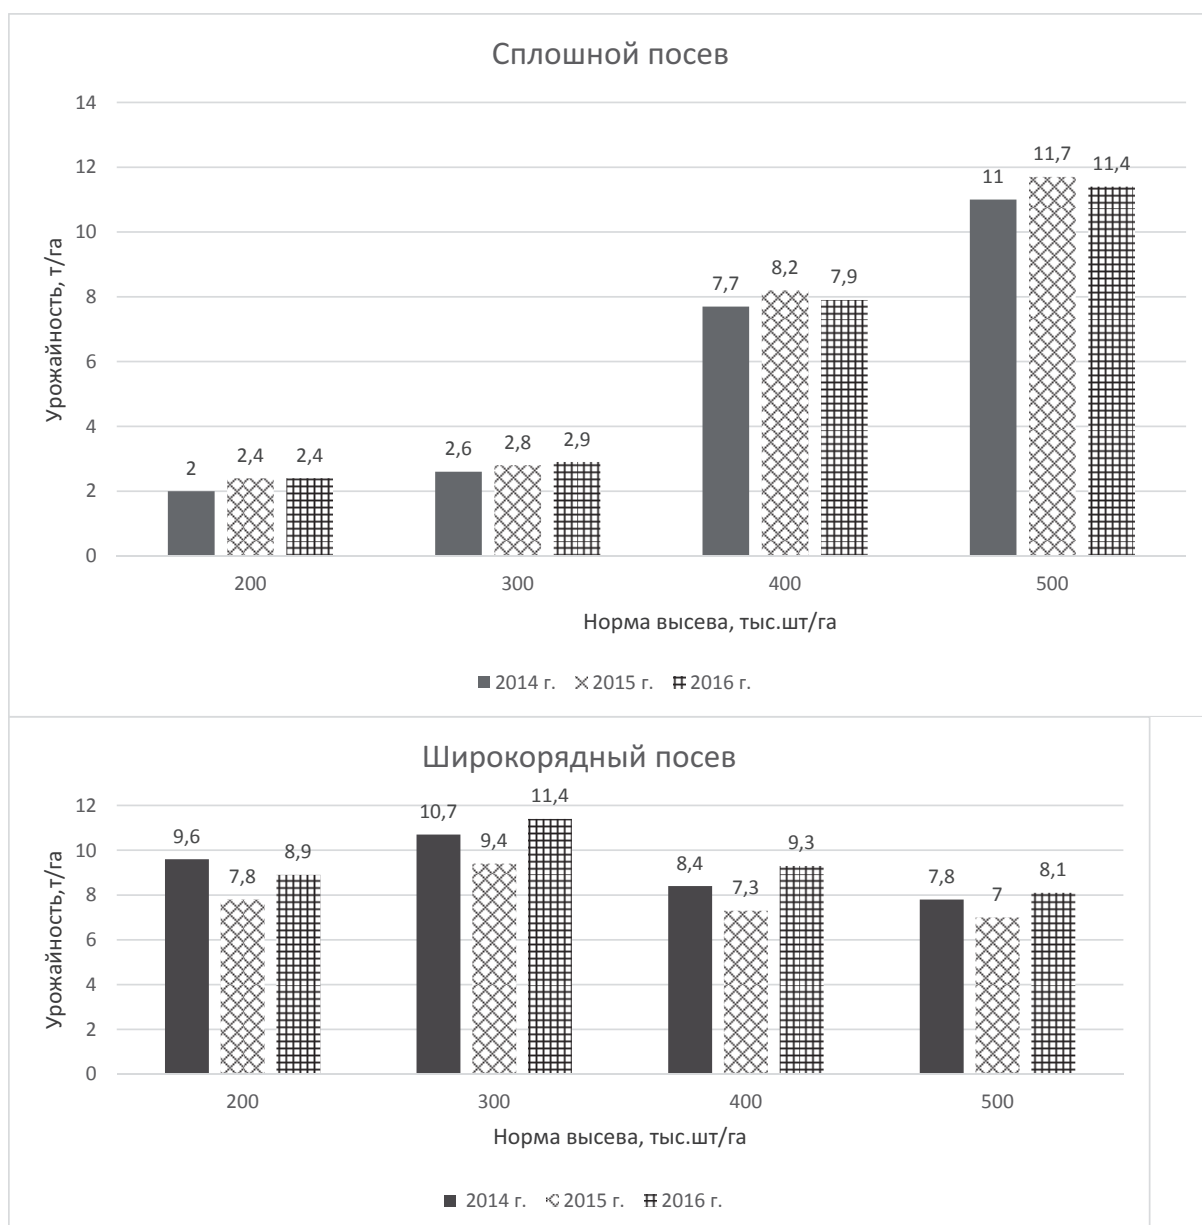 Сплошной посев
14
12
10
8
6
4
2
0
Урожайность, т/га
2 2,4 2,4 2,6 2,8 2,9 7,7 8,2 7,9 11 11,7 11,4
200 300 400 500
Норма высева, тыс.шт/га
2014 г. 2015 г. 2016 г.
Широкорядный посев
12
10
8
6
4
2
0
Урожайность,т/га
9,6 7,8 8,9 10,7 9,4 11,4 8,4 7,3 9,3 7,8 7 8,1
200 300 400 500
Норма высева, тыс.шт/га
2014 г. 2015 г. 2016 г.